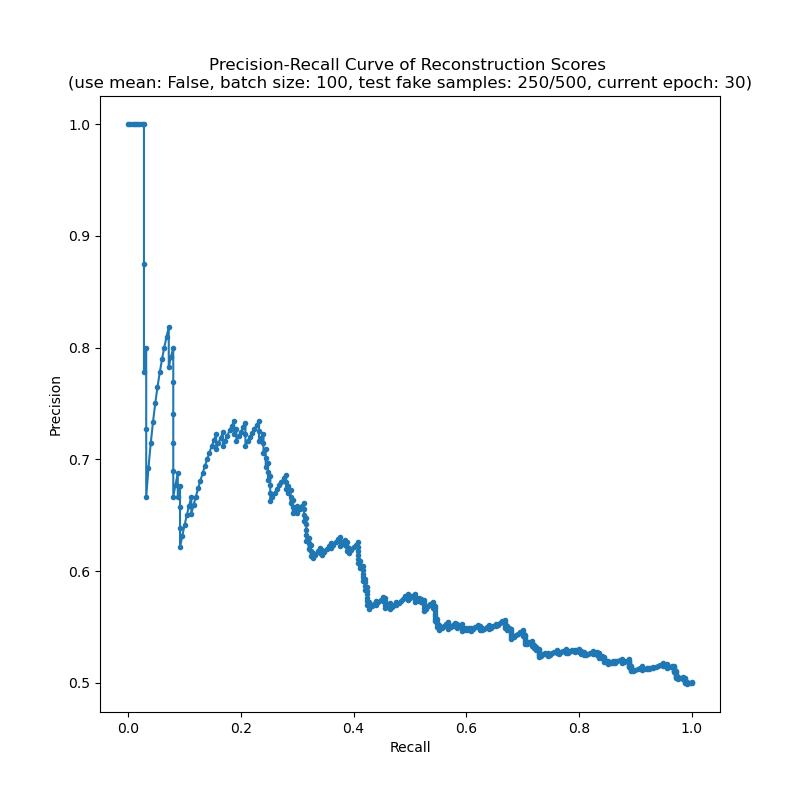 Precision-Recall Curve of Reconstruction Scores
(use mean: False, batch size: 100, test fake samples: 250/500, current epoch: 30)
1.0
0.9
0.8
0.7
0.6
0.5
Precision
0.0 0.2 0.4 0.6 0.8 1.0
Recall